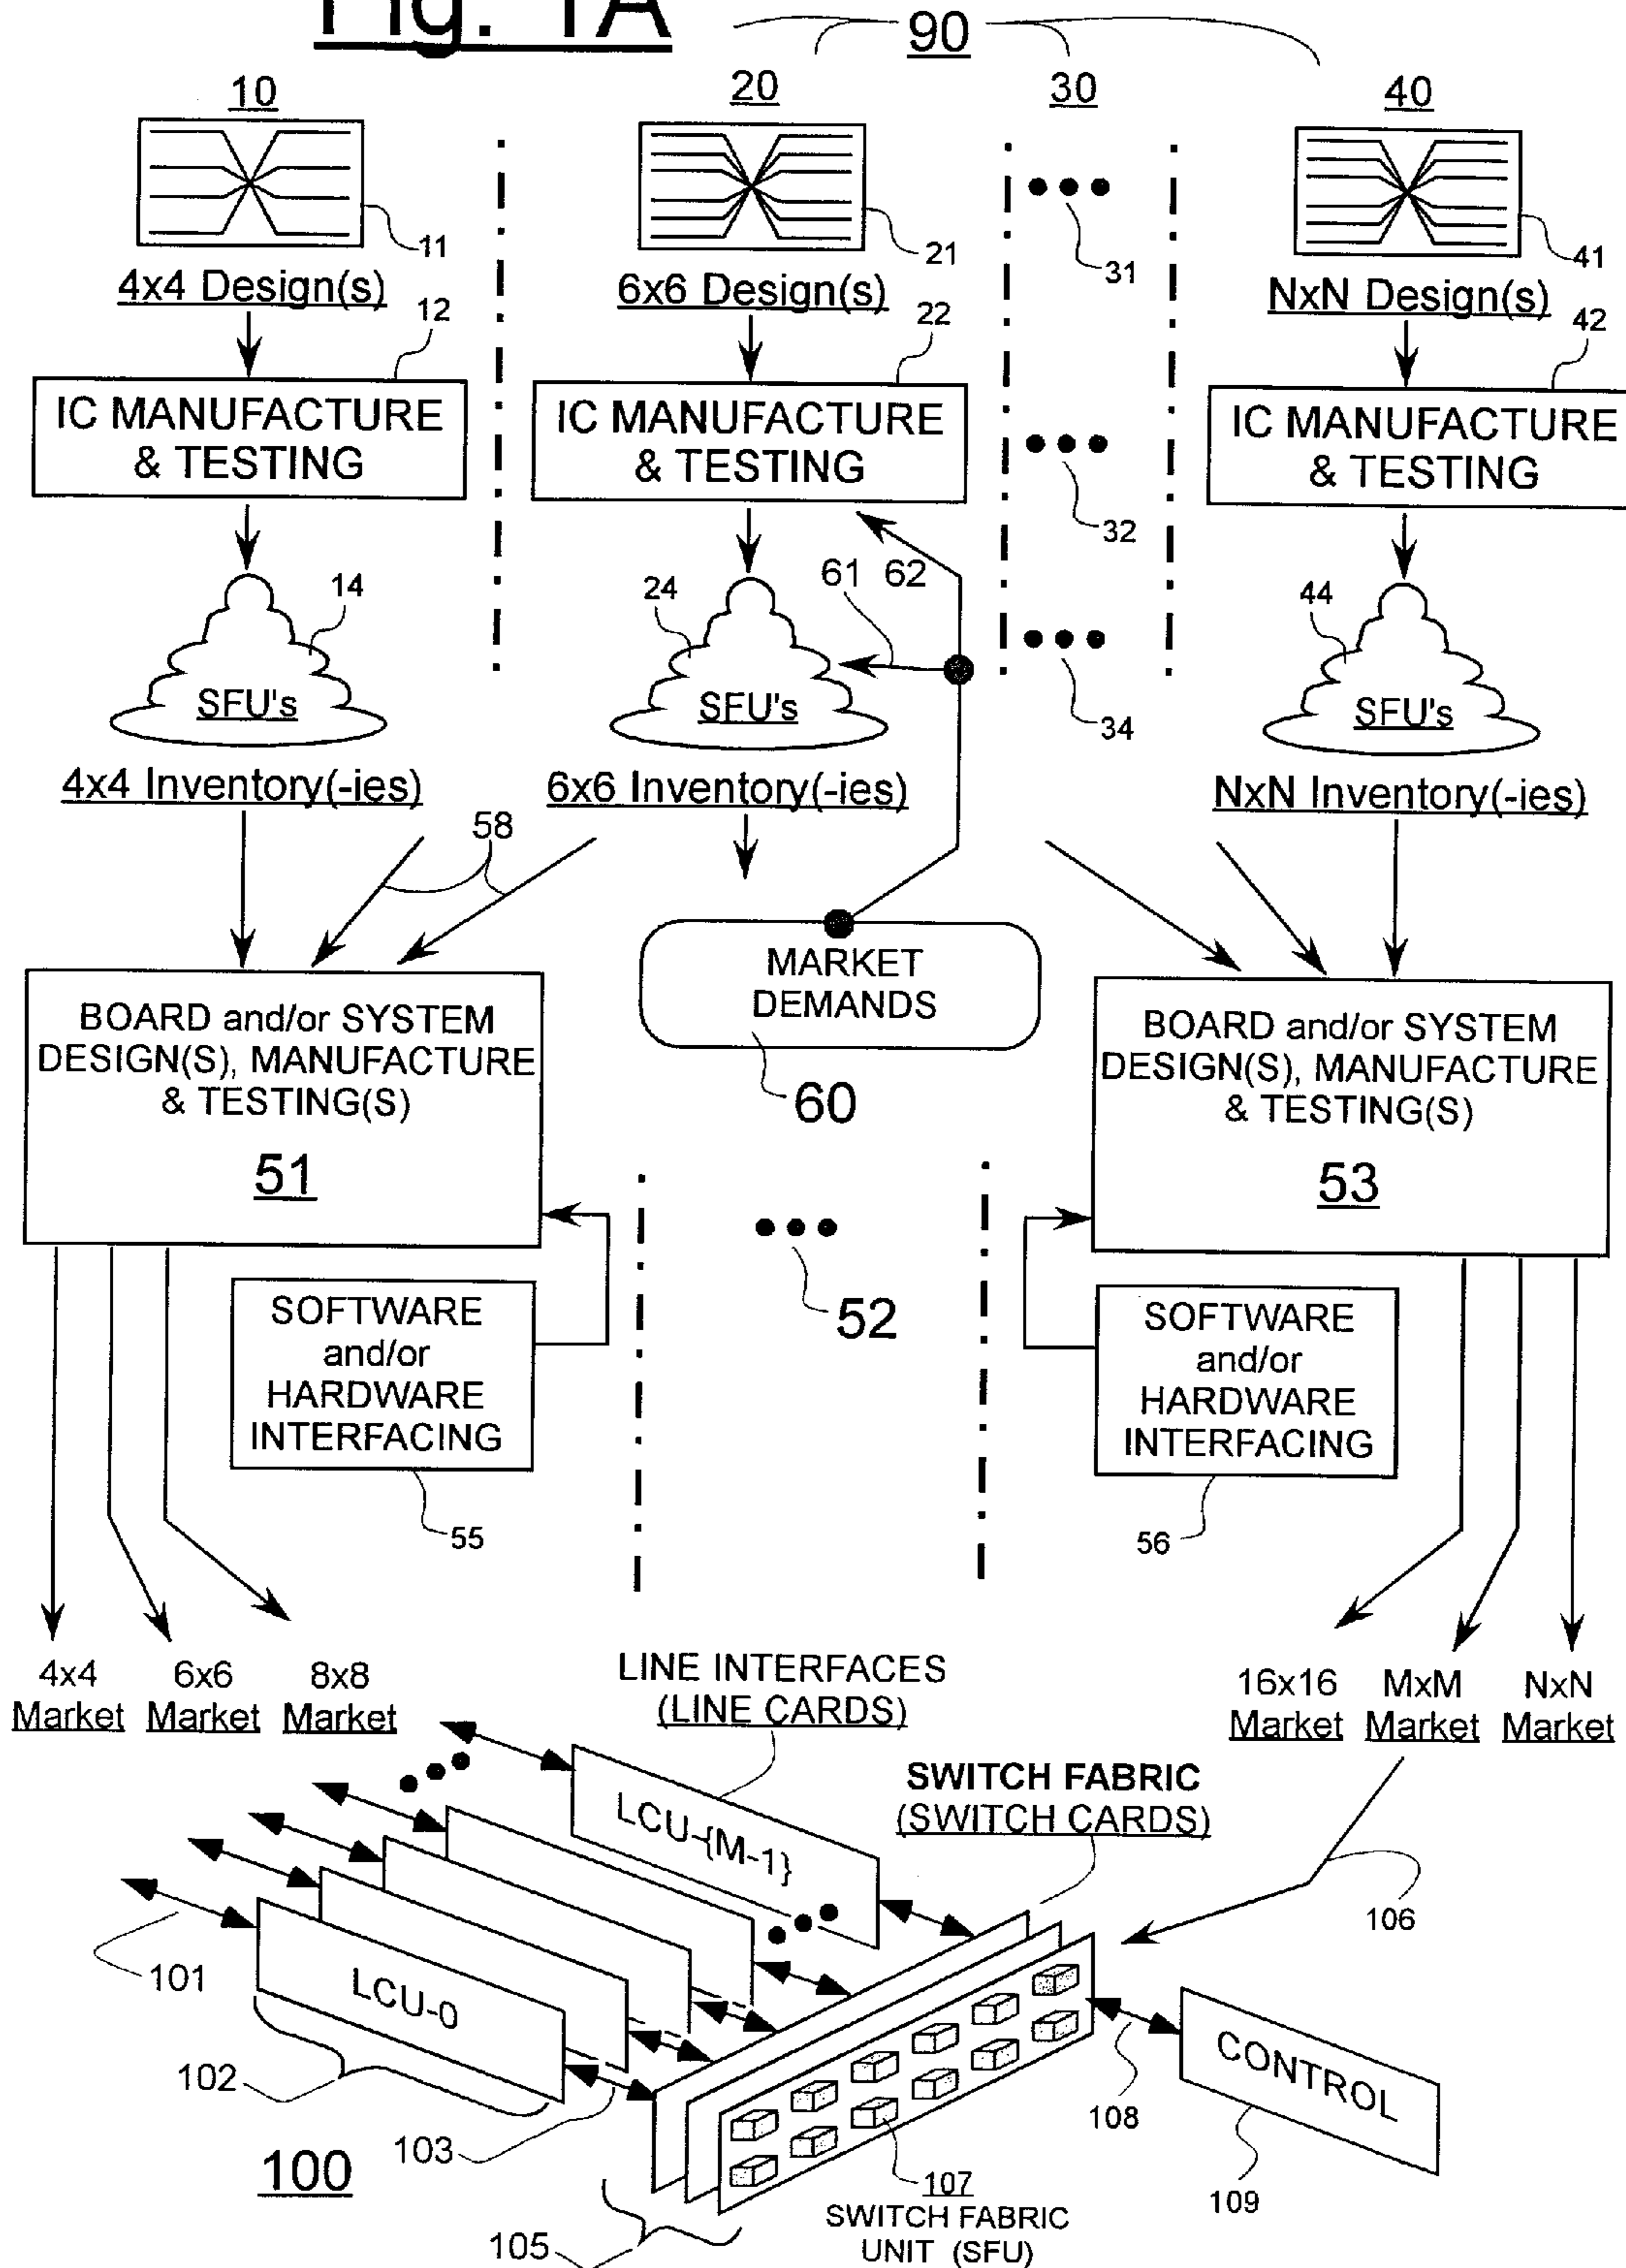 Fig. 1A
90
10
20
30
40
11
21
31
41
4x4 Design(s)
6x6 Design(s)
NxN Design(s)
12
22
42
IC MANUFACTURE
& TESTING
IC MANUFACTURE
& TESTING
32
IC MANUFACTURE
& TESTING
14
24
61
62
44
SFU's
SFU's
34
SFU's
4x4 Inventory(-ies)
6x6 Inventory(-ies)
NxN Inventory(-ies)
58
BOARD and/or SYSTEM
DESIGN(S), MANUFACTURE
& TESTING(S)
51
MARKET
DEMANDS
60
BOARD and/or SYSTEM
DESIGN(S), MANUFACTURE
& TESTING(S)
53
SOFTWARE
and/or
HARDWARE
INTERFACING
55
52
SOFTWARE
and/or
HARDWARE
INTERFACING
56
4x4
Market
6x6
Market
8x8
Market
16x16
Market
MxM
Market
NxN
Market
LINE INTERFACES
(LINE CARDS)
SWITCH FABRIC
(SWITCH CARDS)
LCU-{M-1}
106
101
LCU-0
102
103
108
CONTROL
109
100
105
107
SWITCH FABRIC
UNIT (SFU)